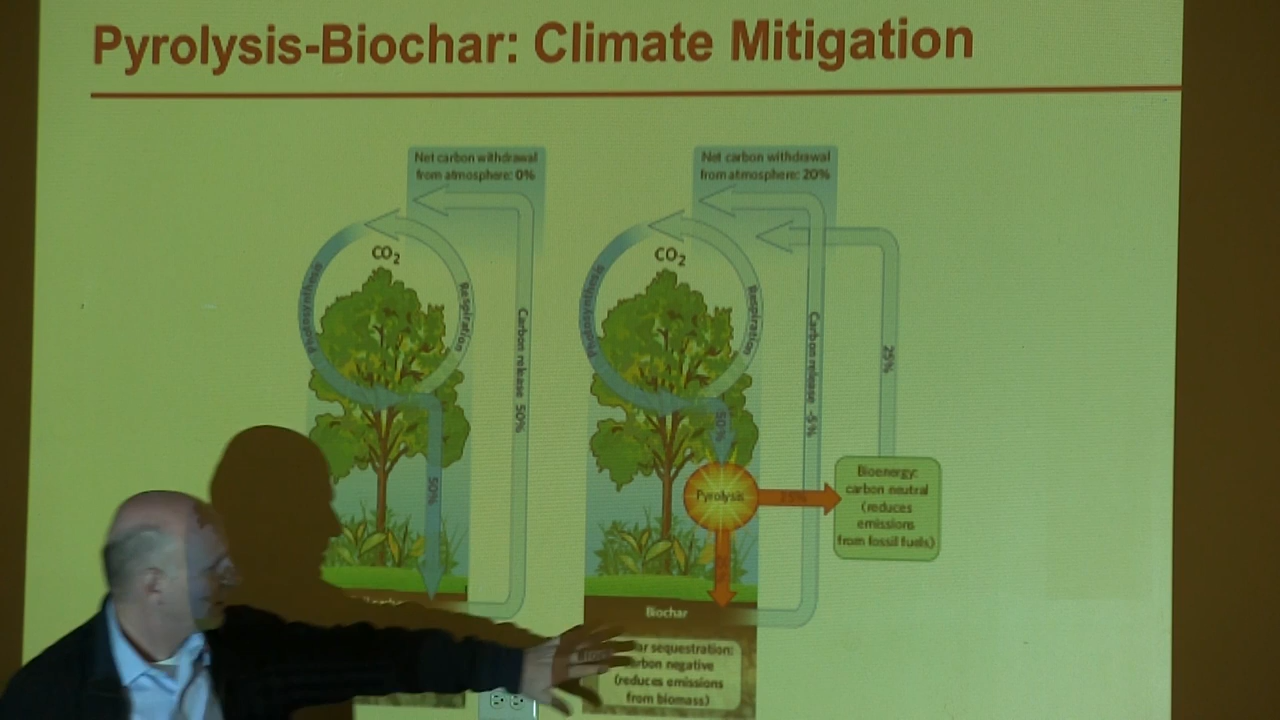 Pyrolysis-Biochar: Climate Mitigation
Net carbon withdrawal
from atmosphere: 0%
CO2
Photosynthesis
Respiration
Carbon release 50%
50%
Net carbon withdrawal
from atmosphere: 20%
CO2
Photosynthesis
Respiration
Carbon release -5%
25%
50%
Pyrolysis
25%
Bioenergy:
carbon neutral
(reduces
emissions
from fossil fuels)
Biochar
sequestration:
negative
(reduces emissions
from biomass)